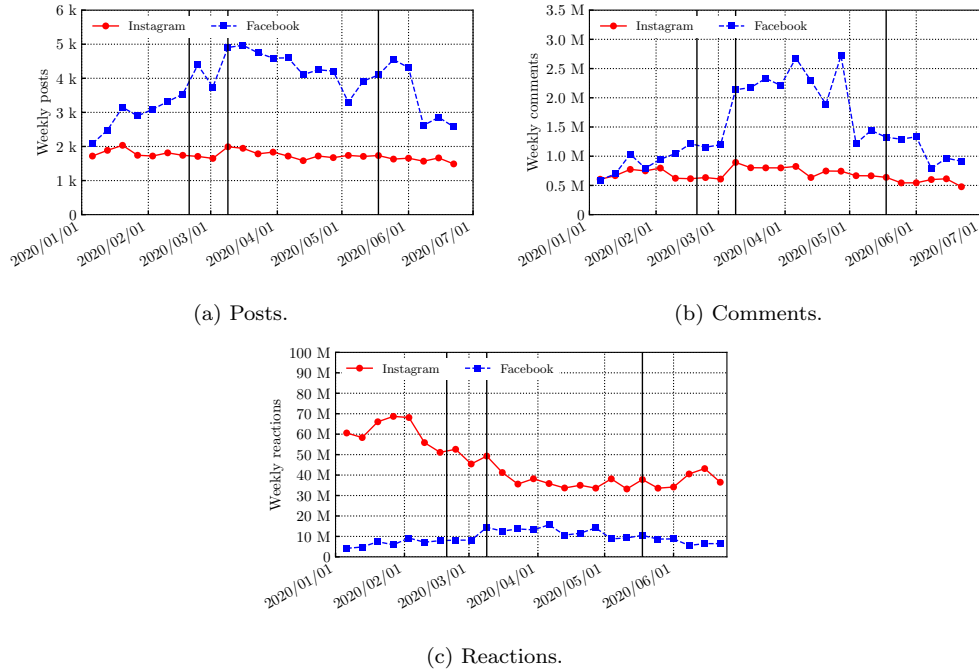 6 k
5 k
4 k
3 k
2 k
1 k
0
Weekly posts
Instagram
Facebook
2020/01/01
2020/02/01
2020/03/01
2020/04/01
2020/05/01
2020/06/01
2020/07/01
(a) Posts.
3.5 M
3.0 M
2.5 M
2.0 M
1.5 M
1.0 M
0.5 M
0
Weekly comments
Instagram
Facebook
2020/01/01
2020/02/01
2020/03/01
2020/04/01
2020/05/01
2020/06/01
2020/07/01
(b) Comments.
100 M
90 M
80 M
70 M
60 M
50 M
40 M
30 M
20 M
10 M
0
Weekly reactions
Instagram
Facebook
2020/01/01
2020/02/01
2020/03/01
2020/04/01
2020/05/01
2020/06/01
(c) Reactions.